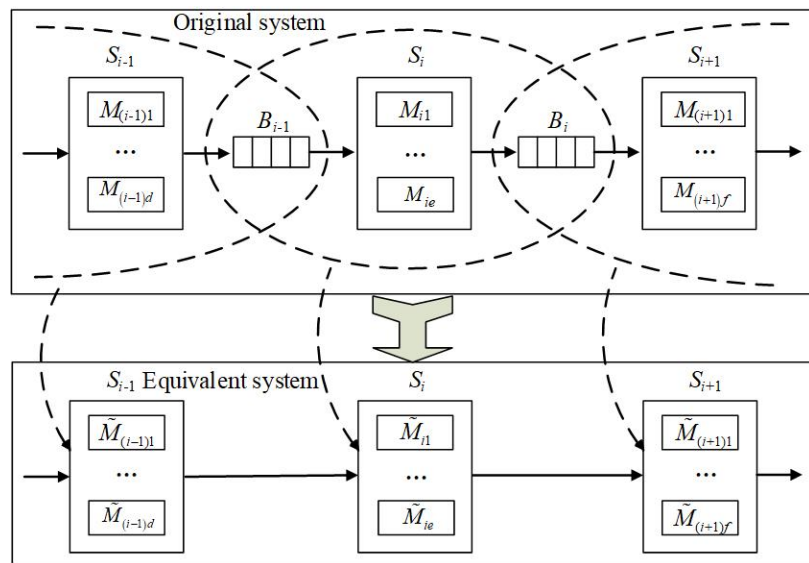 Original system
S_{i-1} S_i S_{i+1}
B_{i-1} B_i
M_{(i-1)1} M_{i1} M_{(i+1)1}
... ... ...
M_{(i-1)d} M_{ie} M_{(i+1)f}
S_{i-1} Equivalent system S_i S_{i+1}
M̃_{(i-1)1} M̃_{i1} M̃_{(i+1)1}
... ... ...
M̃_{(i-1)d} M̃_{ie} M̃_{(i+1)f}